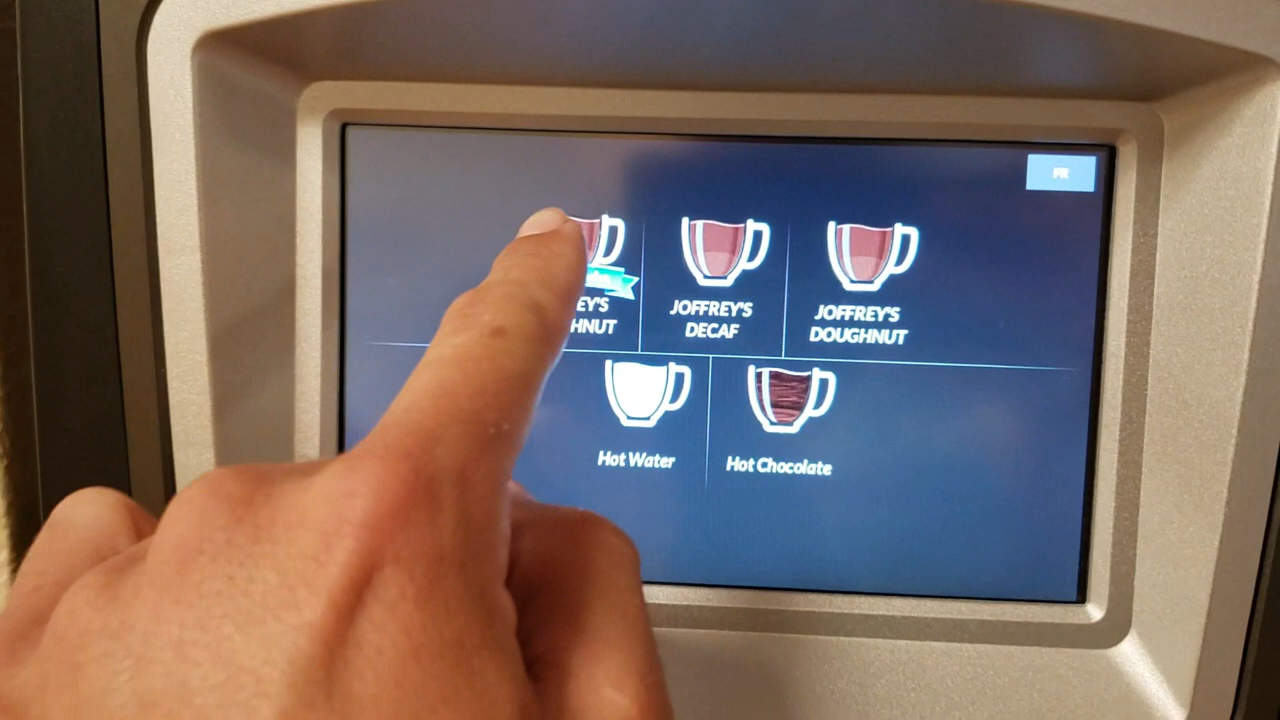 FR
EY'S
HNUT
JOFFREY'S
DECAF
JOFFREY'S
DOUGHNUT
Hot Water
Hot Chocolate